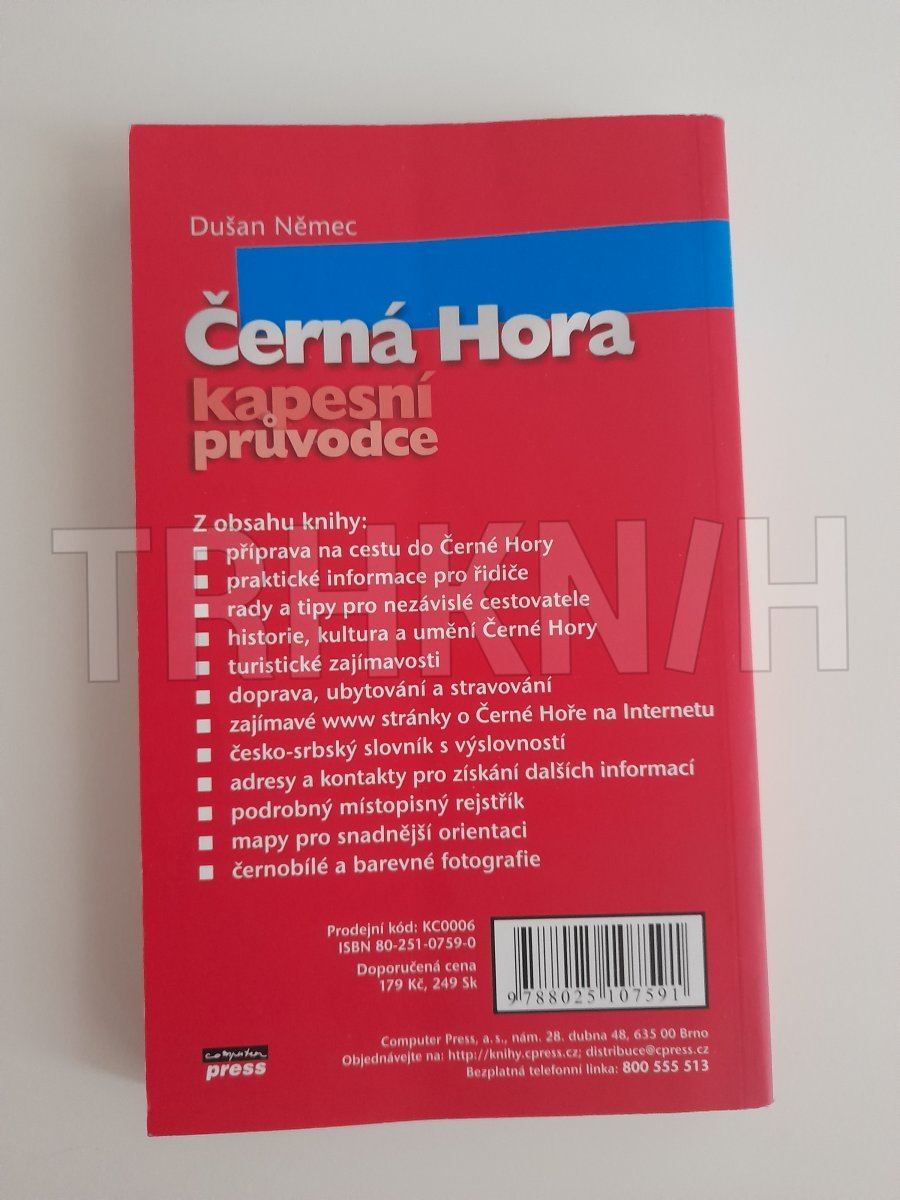 Dušan Němec
Černá Hora
kapesní
průvodce
Z obsahu knihy:
■ příprava na cestu do Černé Hory
■ praktické informace pro řidiče
■ rady a tipy pro nezávislé cestovatele
■ historie, kultura a umění Černé Hory
■ turistické zajímavosti
■ doprava, ubytování a stravování
■ zajímavé www stránky o Černé Hoře na Internetu
■ česko-srbský slovník s výslovností
■ adresy a kontakty pro získání dalších informací
■ podrobný místopisný rejstřík
■ mapy pro snadnější orientaci
■ černobílé a barevné fotografie
TRHKNIH
Prodejní kód: KC0006
ISBN 80-251-0759-0
Doporučená cena
179 Kč, 249 Sk
9 788025 107591
computer
press
Computer Press, a.s., nám. 28. dubna 48, 635 00 Brno
Objednávejte na: http://knihy.cpress.cz; distribuce@cpress.cz
Bezplatná telefonní linka: 800 555 513